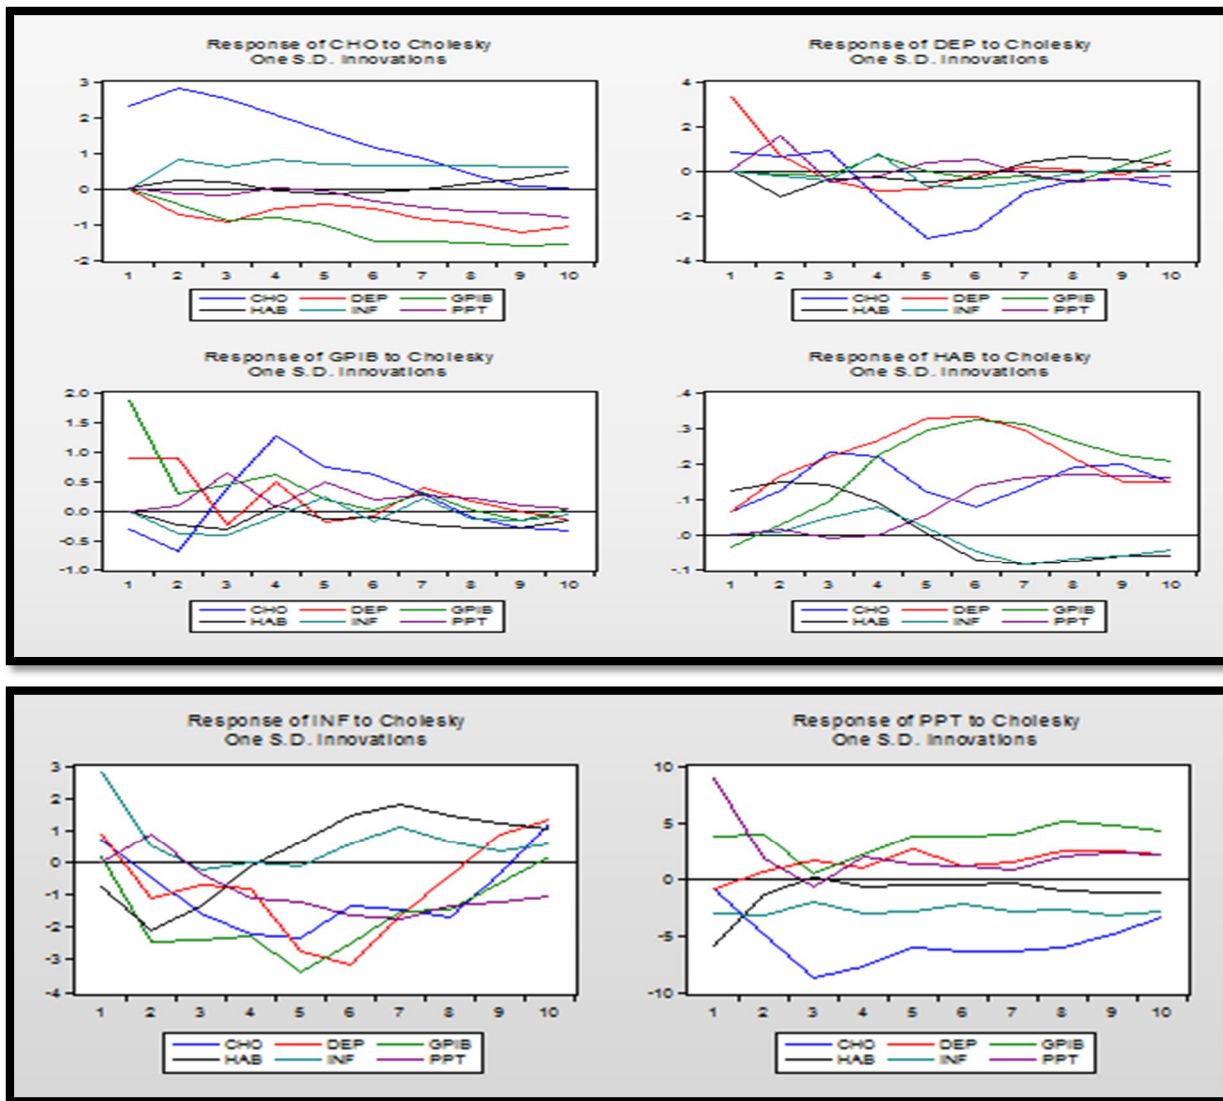 Response of CHO to Cholesky
One S.D. Innovations
3
2
1
0
-1
-2
1 2 3 4 5 6 7 8 9 10
CHO DEP GPIB
HAB INF PPT
Response of DEP to Cholesky
One S.D. Innovations
4
2
0
-2
-4
1 2 3 4 5 6 7 8 9 10
CHO DEP GPIB
HAB INF PPT
Response of GPIB to Cholesky
One S.D. Innovations
2.0
1.5
1.0
0.5
0.0
-0.5
-1.0
1 2 3 4 5 6 7 8 9 10
CHO DEP GPIB
HAB INF PPT
Response of HAB to Cholesky
One S.D. Innovations
.4
.3
.2
.1
.0
-.1
1 2 3 4 5 6 7 8 9 10
CHO DEP GPIB
HAB INF PPT
Response of INF to Cholesky
One S.D. Innovations
3
2
1
0
-1
-2
-3
-4
1 2 3 4 5 6 7 8 9 10
CHO DEP GPIB
HAB INF PPT
Response of PPT to Cholesky
One S.D. Innovations
10
5
0
-5
-10
1 2 3 4 5 6 7 8 9 10
CHO DEP GPIB
HAB INF PPT